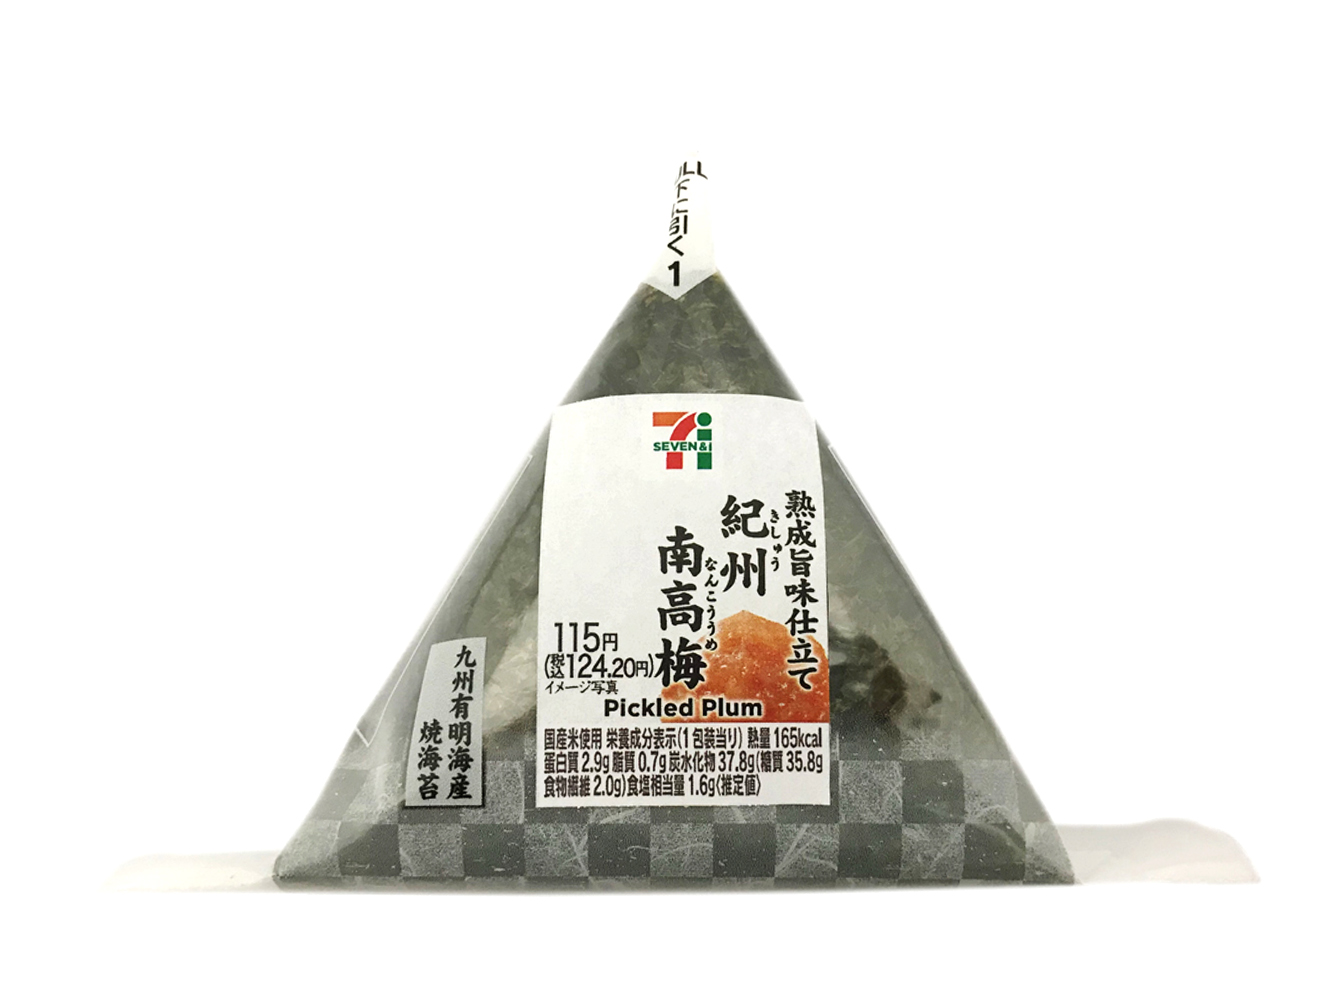 下に引く
1
SEVEN&i
熟成旨味仕立て
紀州
きしゅう
南高梅
なんこううめ
115円
(税込124.20円)
イメージ写真
Pickled Plum
国産米使用 栄養成分表示(1包装当り) 熱量165kcal
蛋白質2.9g 脂質0.7g 炭水化物37.8g(糖質35.8g
食物繊維2.0g)食塩相当量1.6g〈推定値〉
九州有明海産
焼海苔